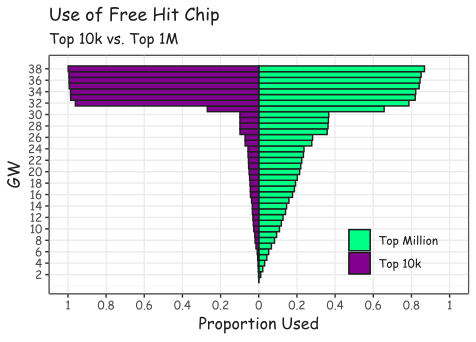 Use of Free Hit Chip
Top 10k vs. Top 1M
GW
38
36
34
32
30
28
26
24
22
20
18
16
14
12
10
8
6
4
2
Top Million
Top 10k
1 0.8 0.6 0.4 0.2 0 0.2 0.4 0.6 0.8 1
Proportion Used